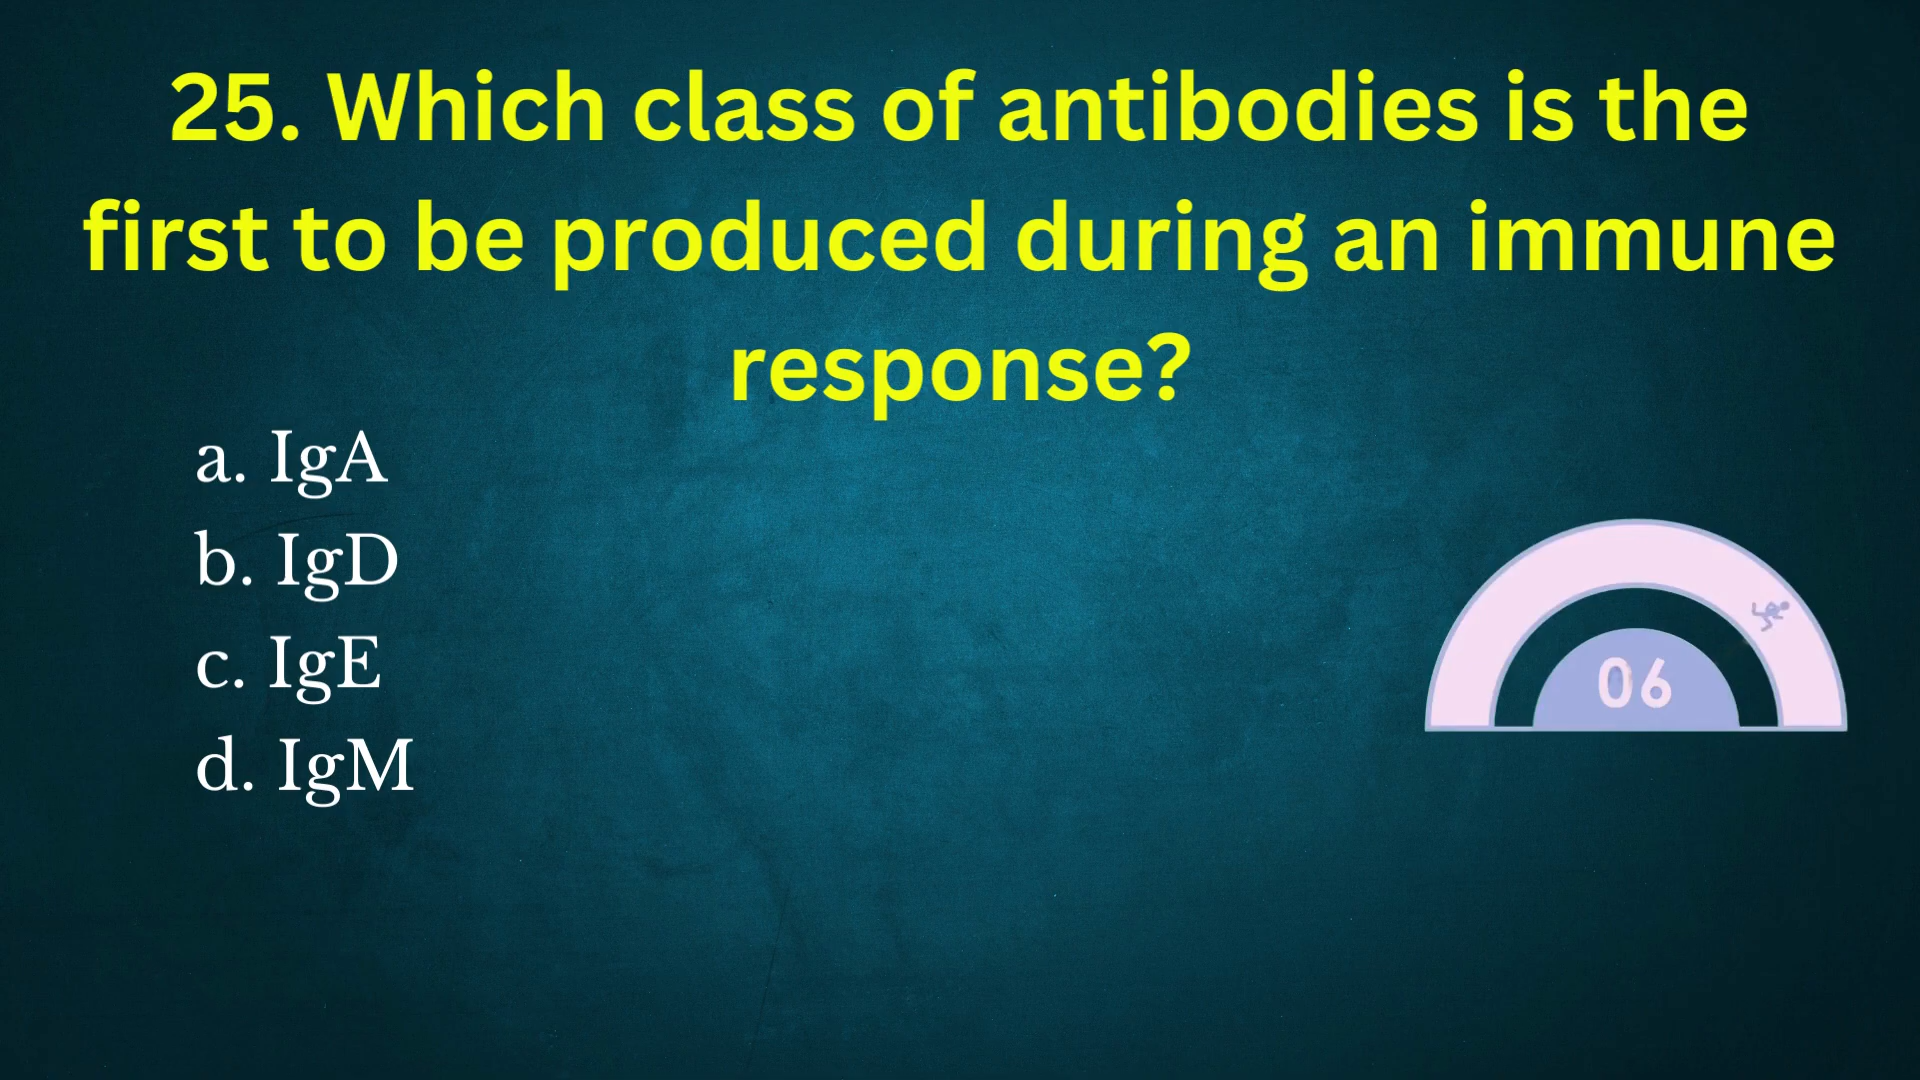 25. Which class of antibodies is the
first to be produced during an immune
response?
a. IgA
b. IgD
c. IgE
d. IgM
06